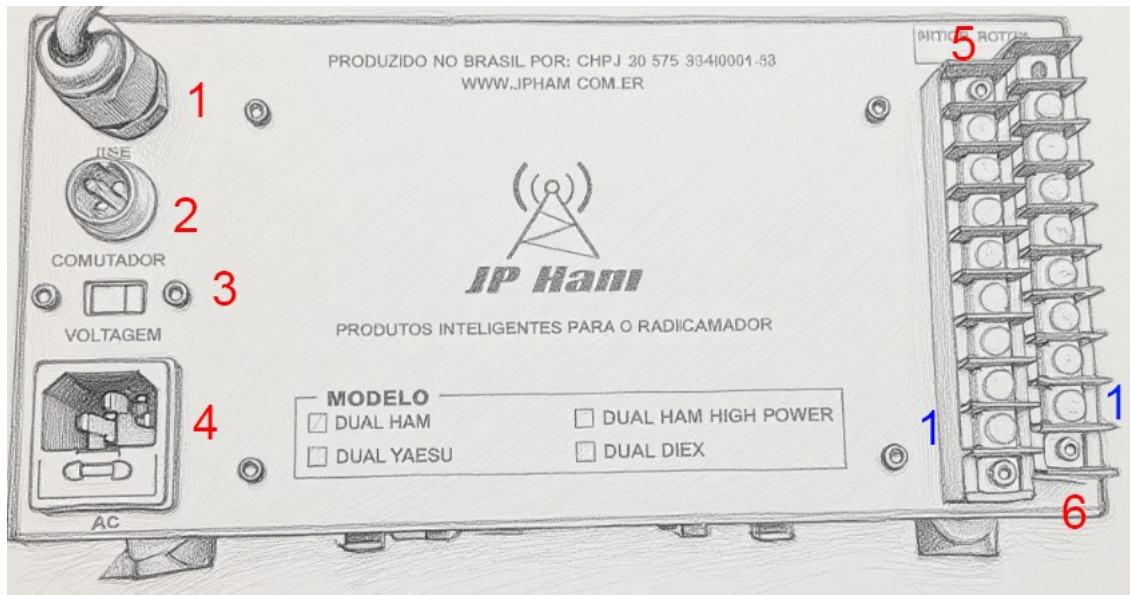 PRODUZIDO NO BRASIL POR: CHPJ 20 575 394I0001-53
WWW.JPHAM COM.ER
5
1
2
COMUTADOR
3
VOLTAGEM
4
AC
JP Ham
PRODUTOS INTELIGENTES PARA O RADIICAMADOR
MODELO
DUAL HAM
DUAL HAM HIGH POWER
DUAL YAESU
DUAL DIEX
1
1
6